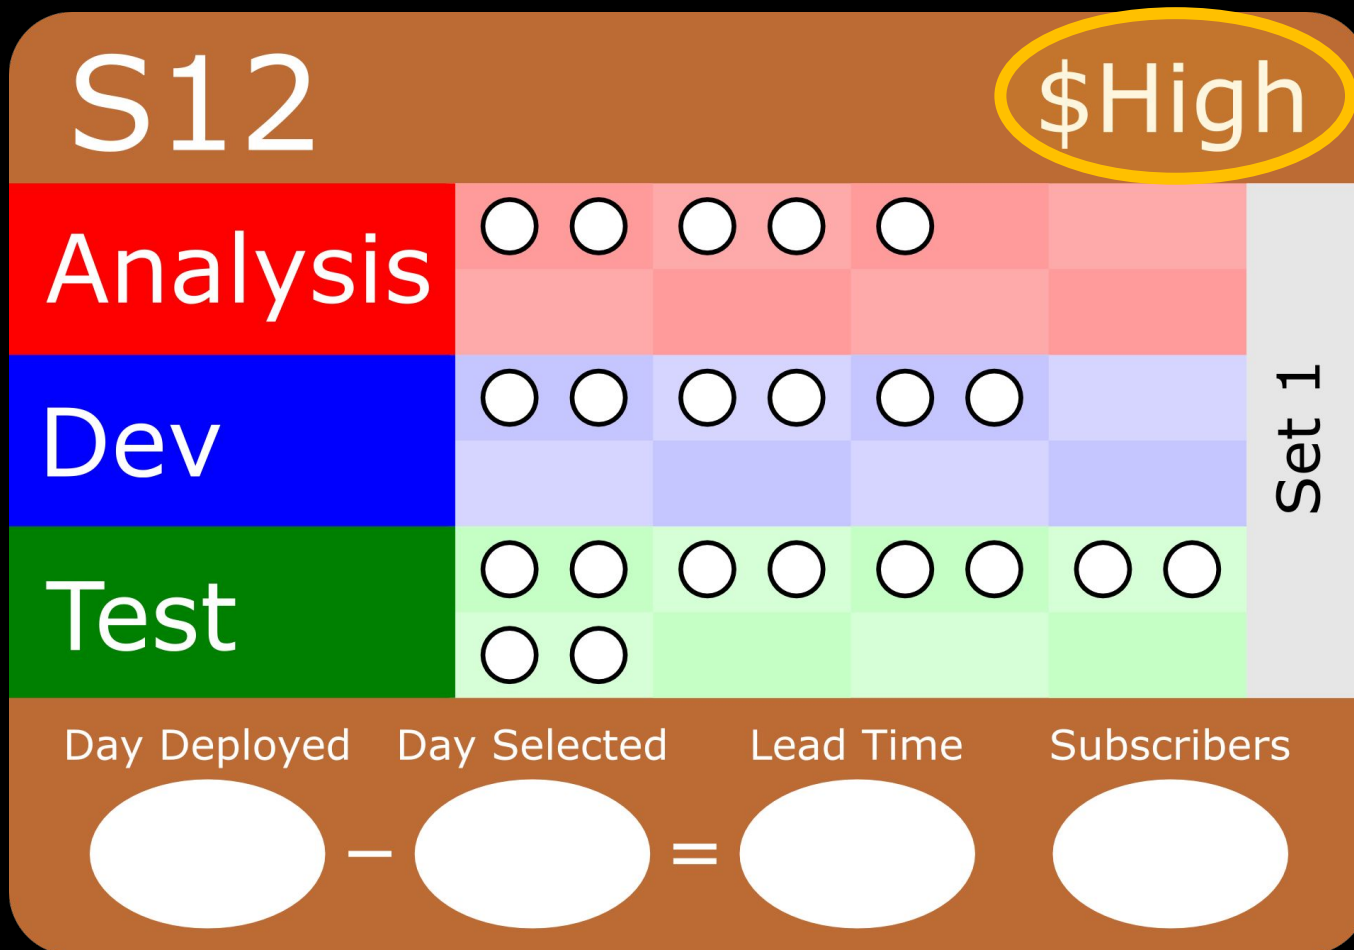 S12 $High
Analysis
Dev
Test
Set 1
Day Deployed Day Selected Lead Time Subscribers
– =